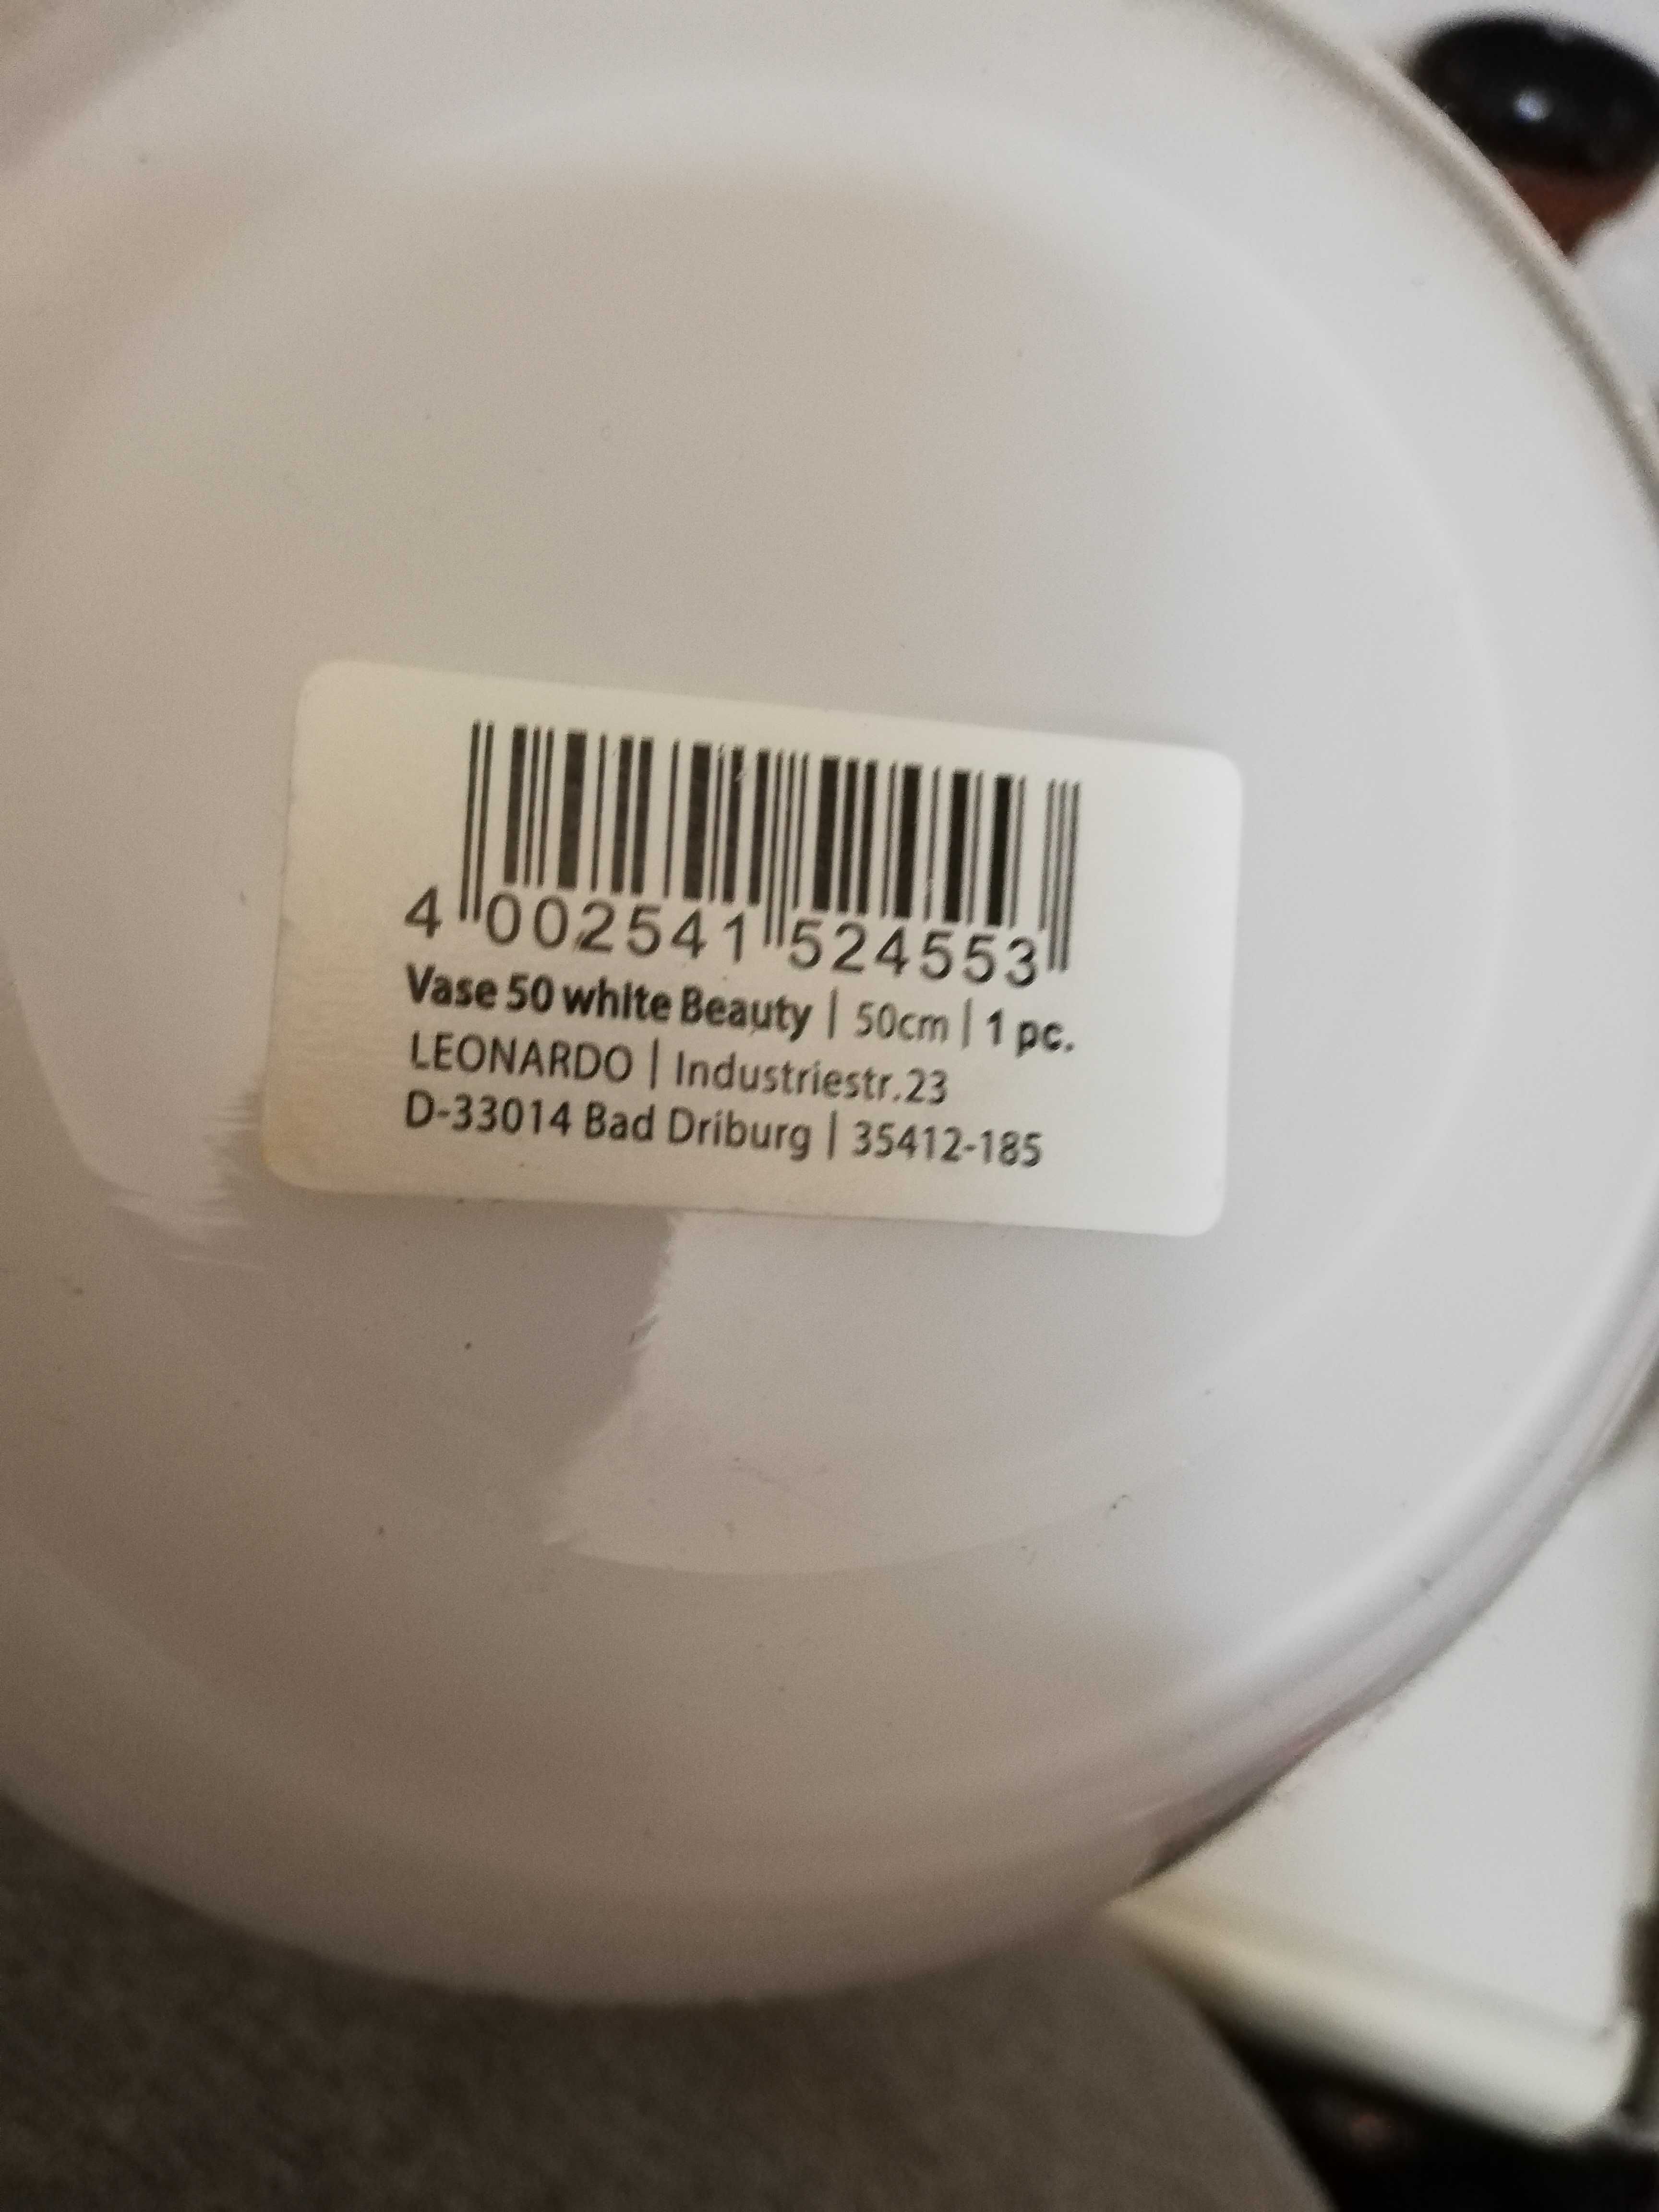 4 002541 524553
Vase 50 white Beauty | 50cm | 1 pc.
LEONARDO | Industriestr.23
D-33014 Bad Driburg | 35412-185